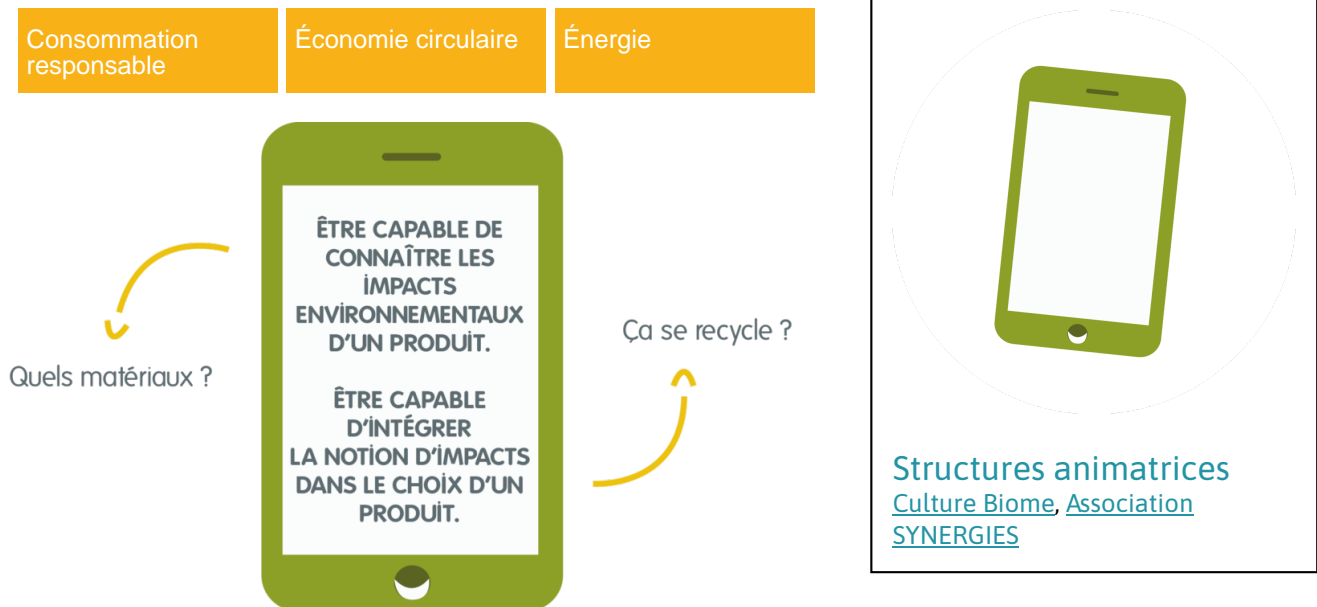 Consommation
responsable
Économie circulaire
Énergie
ÊTRE CAPABLE DE
CONNAÎTRE LES
IMPACTS
ENVIRONNEMENTAUX
D'UN PRODUIT.
ÊTRE CAPABLE
D'INTÉGRER
LA NOTION D'IMPACTS
DANS LE CHOIX D'UN
PRODUIT.
Quels matériaux ?
Ça se recycle ?
Structures animatrices
Culture Biome, Association
SYNERGIES